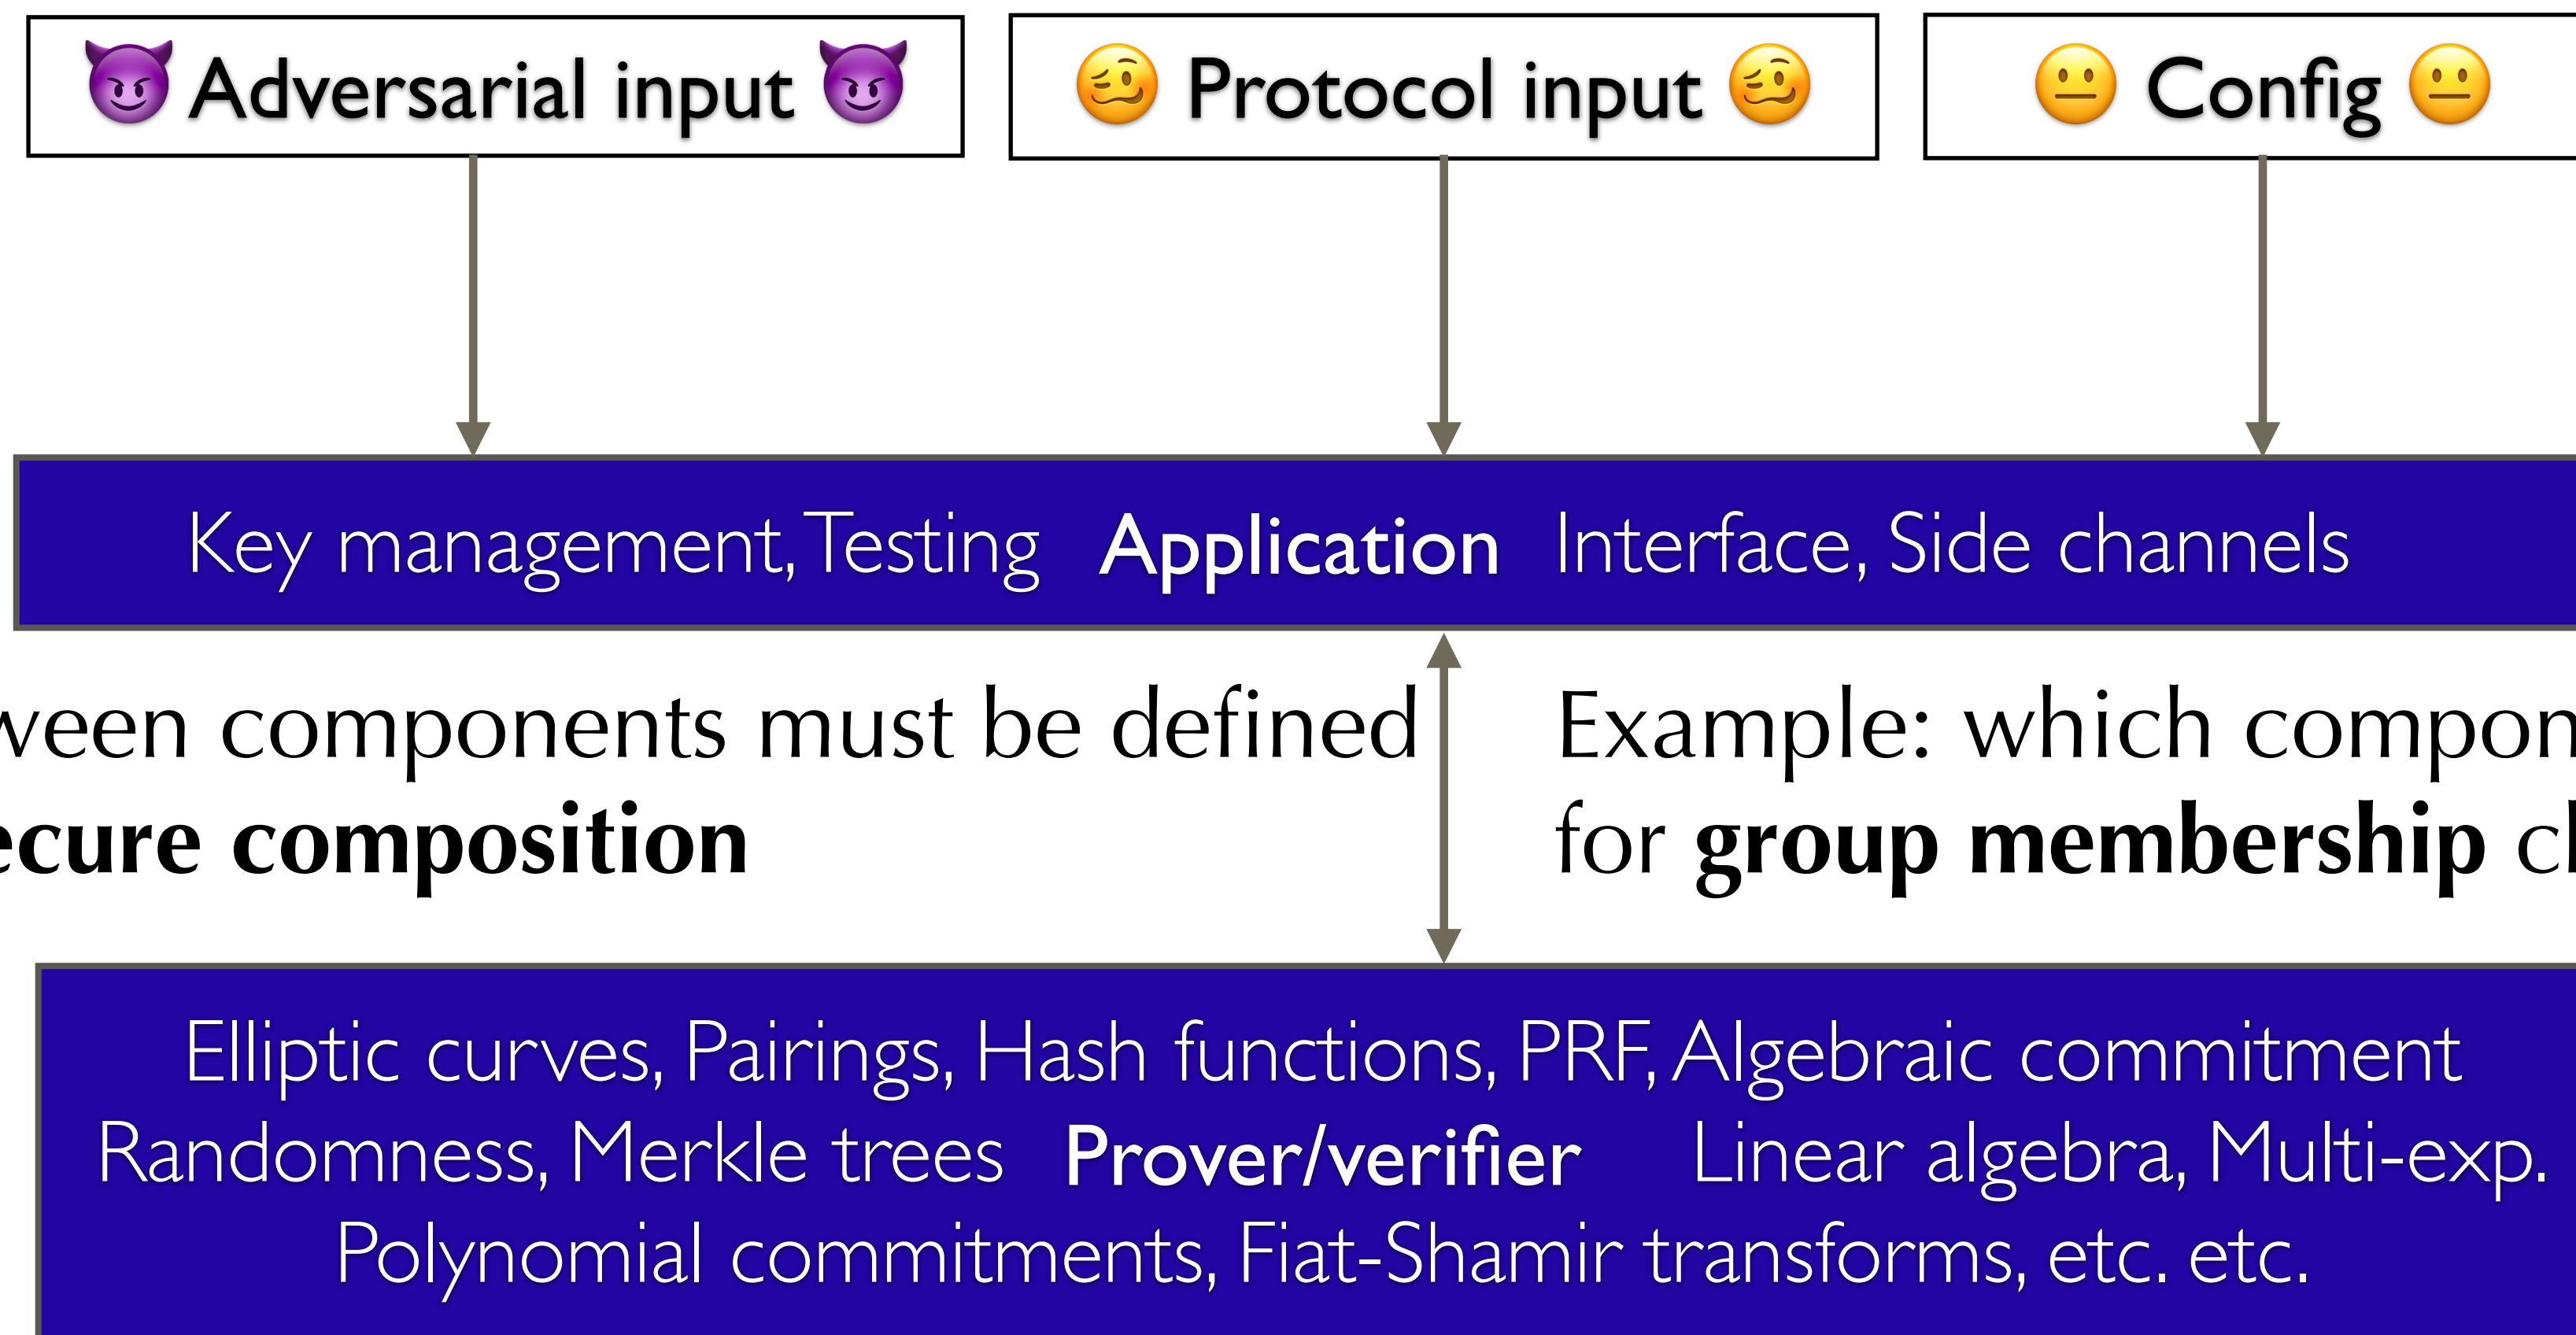 😈 Adversarial input 😈
🥴 Protocol input 🥴
😐 Config 😐
Key management, Testing Application Interface, Side channels
ween components must be defined
ecure composition
Example: which compon
for group membership c
Elliptic curves, Pairings, Hash functions, PRF, Algebraic commitment
Randomness, Merkle trees Prover/verifier Linear algebra, Multi-exp.
Polynomial commitments, Fiat-Shamir transforms, etc. etc.